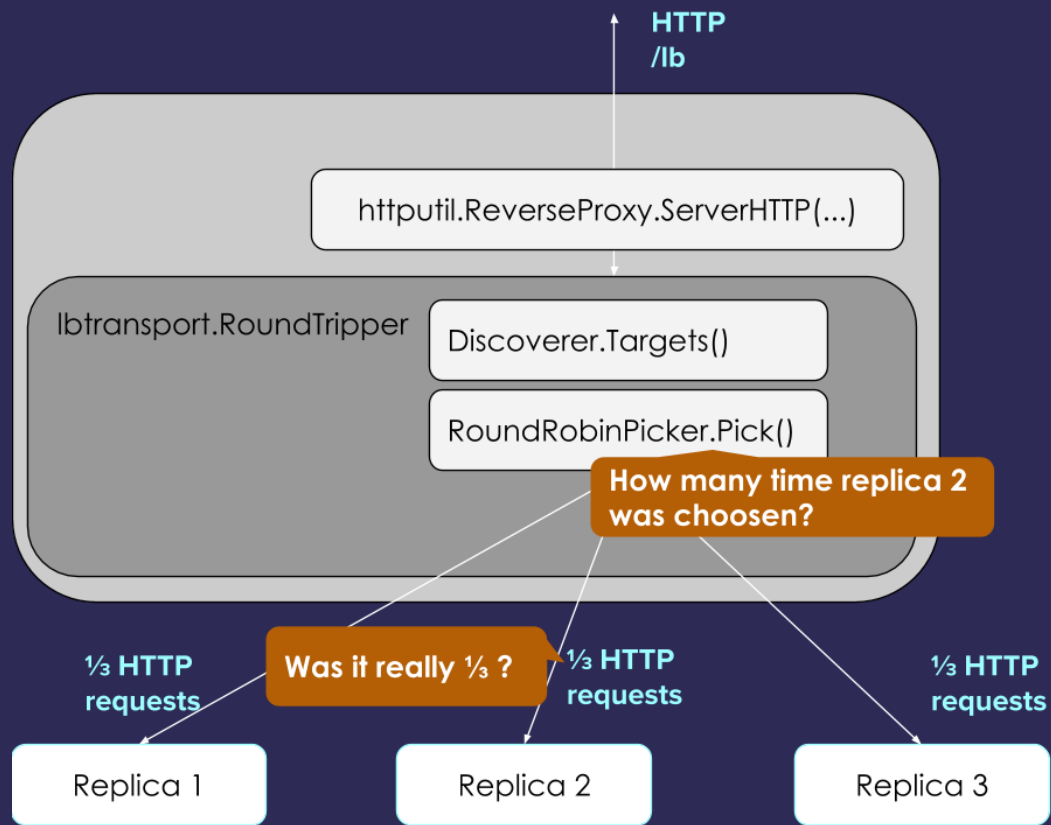 HTTP
/lb
httputil.ReverseProxy.ServerHTTP(...)
lbtransport.RoundTripper
Discoverer.Targets()
RoundRobinPicker.Pick()
How many time replica 2
was choosen?
Was it really ⅓ ?
⅓ HTTP
requests
⅓ HTTP
requests
⅓ HTTP
requests
Replica 1
Replica 2
Replica 3